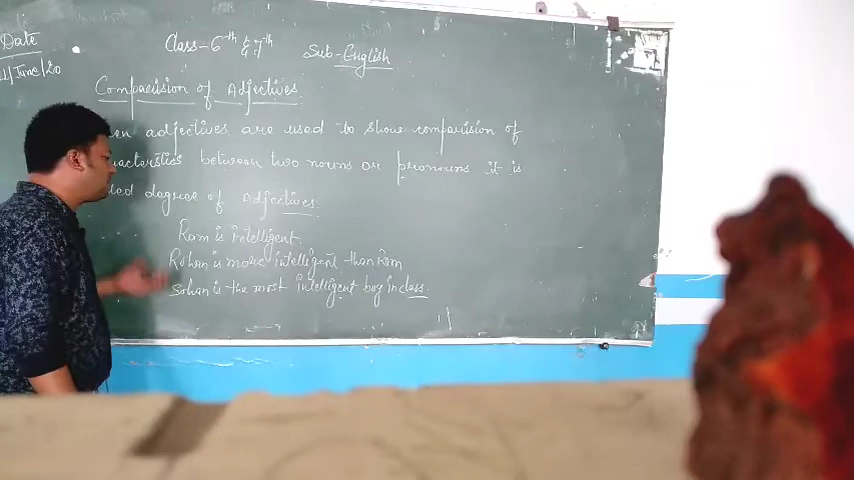 Date
Class-6th & 7th
Sub-English
/June/20
Comparision of Adjectives
adjectives are used to show comparision of
between two nouns or pronouns it is
degree of Adjectives.
Ram is intelligent.
Rohan is more intelligent than Ram
Sohan is the most intelligent boy in class.